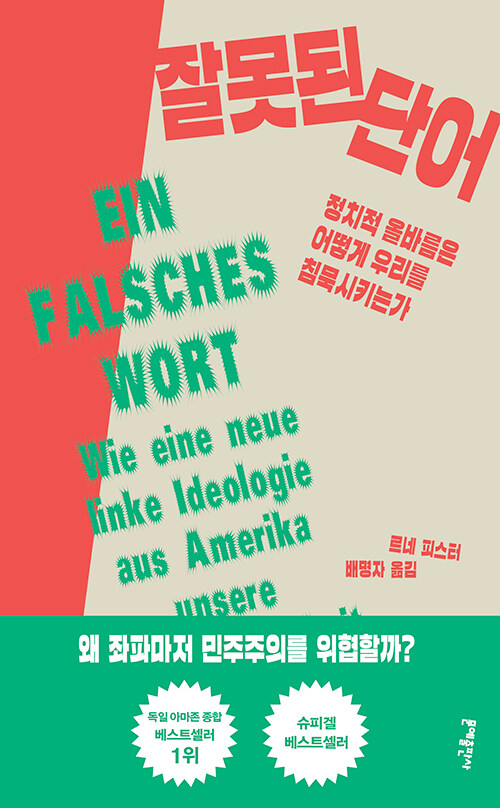 잘못된
단어
EIN
FALSCHES
WORT
Wie eine neue
linke Ideologie
aus Amerika
unsere
정치적 올바름은
어떻게 우리를
침묵시키는가
르네 피스터
배명자 옮김
왜 좌파마저 민주주의를 위협할까?
독일 아마존 종합
베스트셀러
1위
슈피겔
베스트셀러
문예출판사